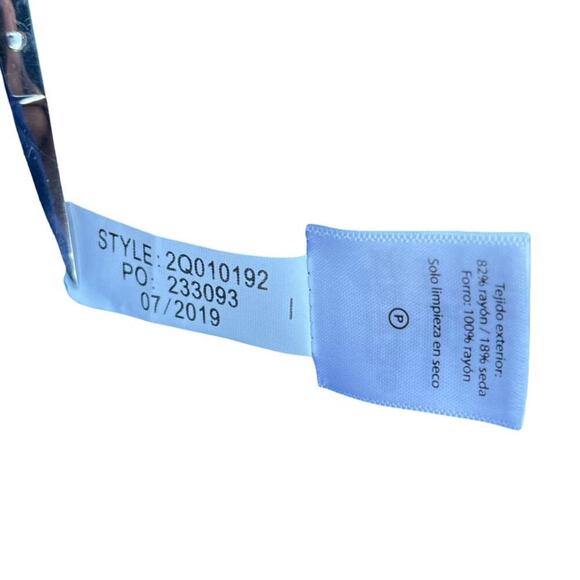 STYLE: 2Q010192
PO: 233093
07/2019
Tejido exterior:
82% rayón / 18% seda
Forro: 100% rayón
Solo limpieza en seco
P